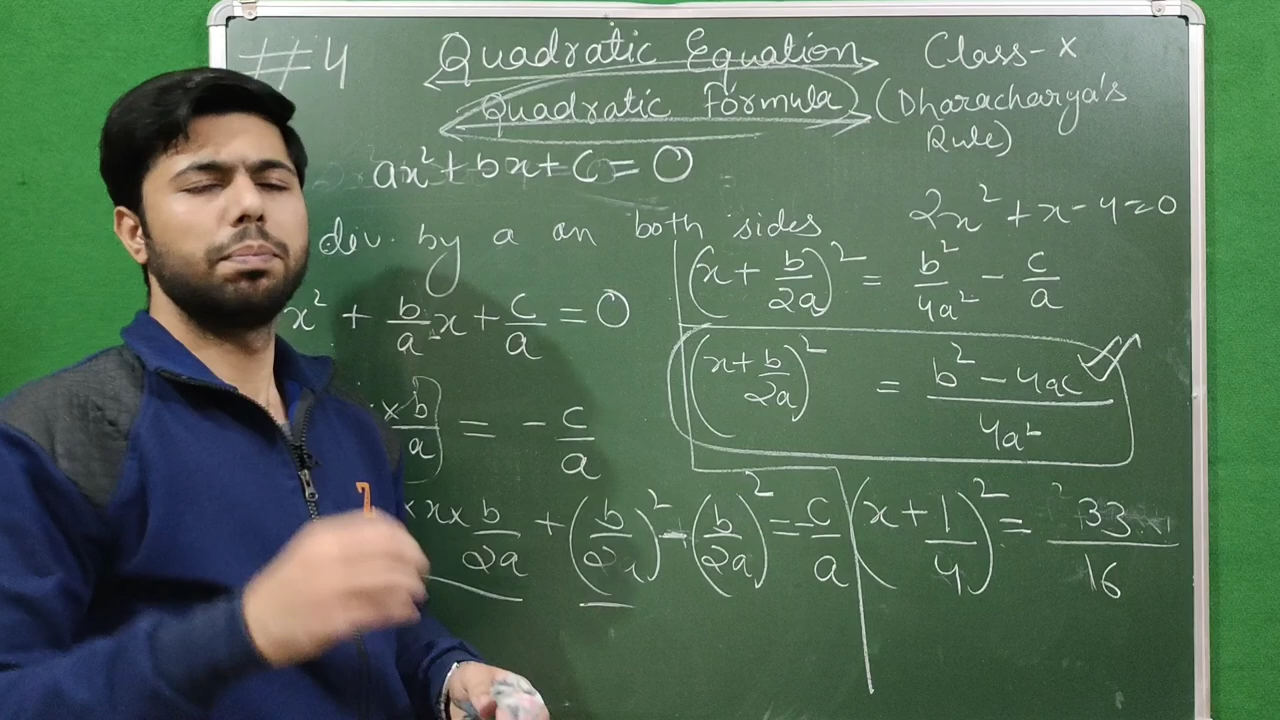 #4 Quadratic Equation Class-X
Quadratic Formula (Dharacharya's Rule)
ax² + bx + c = 0
div. by a on both sides
x² + b/a x + c/a = 0
× b/a] = - c/a
× x × b/2a + (b/2a)² - (b/2a)² = -c/a
2x² + x - 4 = 0
(x + b/2a)² = b²/4a² - c/a
(x + b/2a)² = b² - 4ac / 4a²
(x + 1/4)² = 33/16